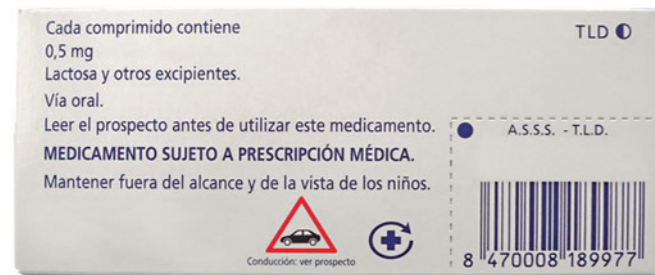 Cada comprimido contiene
0,5 mg
Lactosa y otros excipientes.
Vía oral.
Leer el prospecto antes de utilizar este medicamento.
MEDICAMENTO SUJETO A PRESCRIPCIÓN MÉDICA.
Mantener fuera del alcance y de la vista de los niños.
Conducción: ver prospecto
TLD
A.S.S.S. - T.L.D.
8 470008 189977